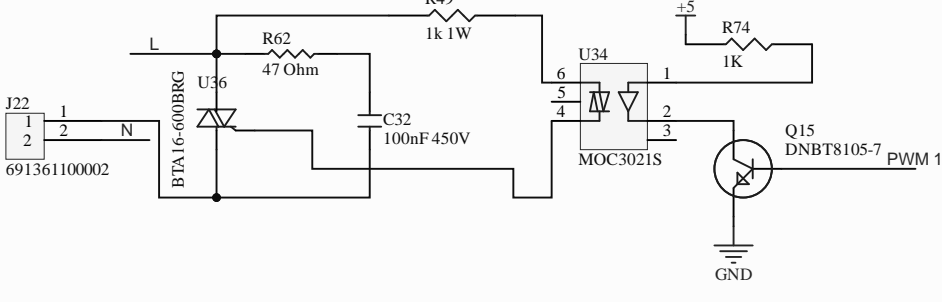 R49
1k 1W
+5
L
R62
47 Ohm
R74
1K
U34
U36
BTA16-600BRG
6
5
4
1
2
3
J22
1
2
1
2
N
691361100002
C32
100nF 450V
MOC3021S
Q15
DNBT8105-7
PWM 1
GND